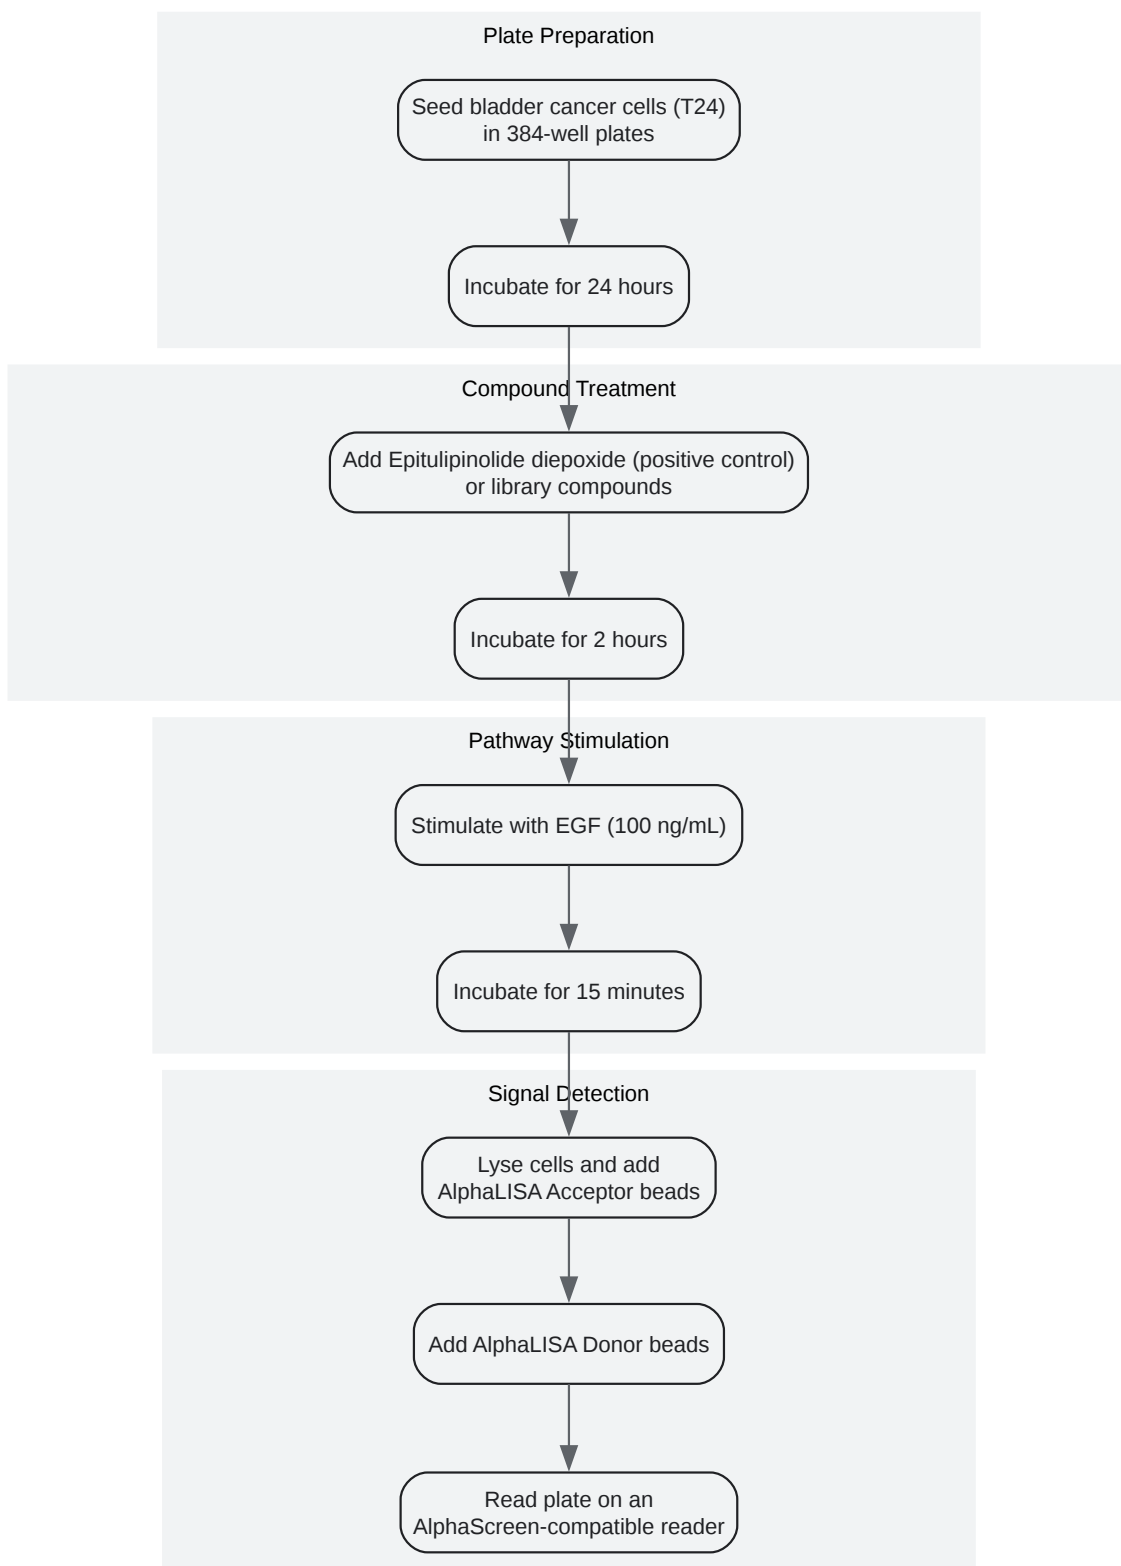 Plate Preparation
Seed bladder cancer cells (T24)
in 384-well plates
Incubate for 24 hours
Compound Treatment
Add Epitulipinolide diepoxide (positive control)
or library compounds
Incubate for 2 hours
Pathway Stimulation
Stimulate with EGF (100 ng/mL)
Incubate for 15 minutes
Signal Detection
Lyse cells and add
AlphaLISA Acceptor beads
Add AlphaLISA Donor beads
Read plate on an
AlphaScreen-compatible reader